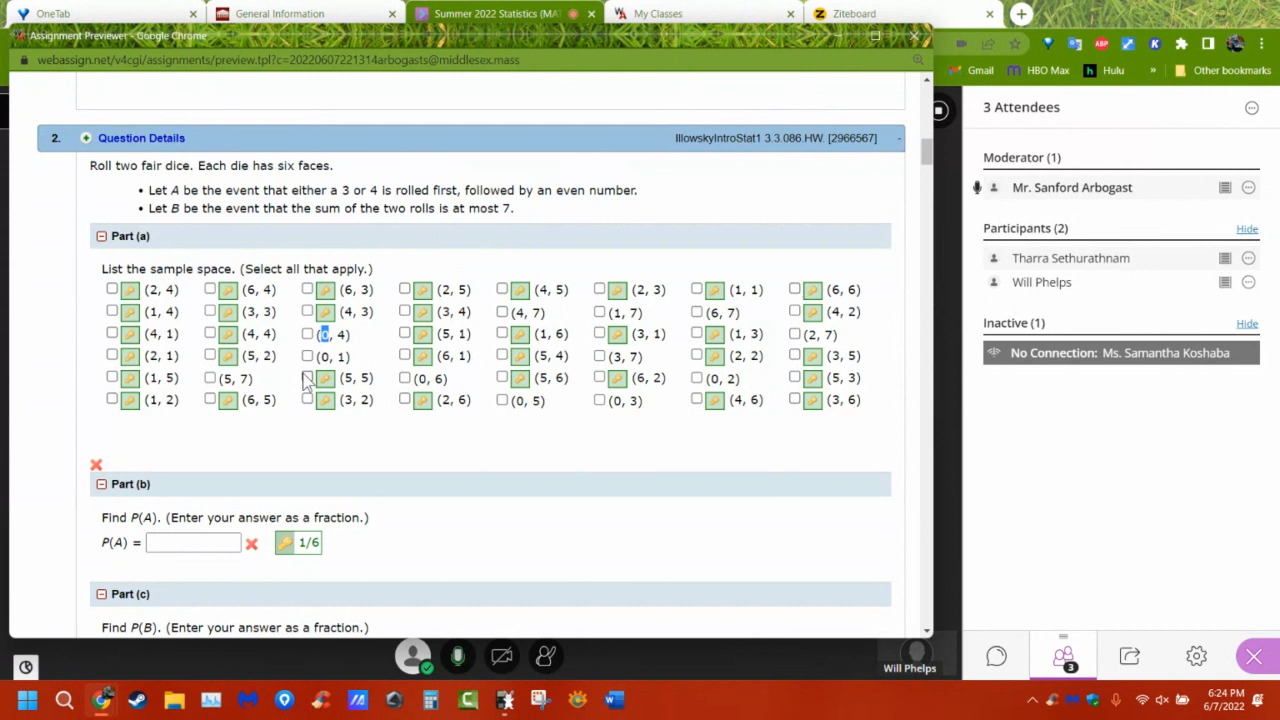 OneTab
General Information
Summer 2022 Statistics (MA
My Classes
Ziteboard
Assignment Previewer - Google Chrome
webassign.net/v4cgi/assignments/preview.tpl?c=202206072213​14arbogasts@middlesex.mass
Gmail HBO Max Hulu » Other bookmarks
2. Question Details IllowskyIntroStat1 3.3.086.HW. [2966567] -
Roll two fair dice. Each die has six faces.
• Let A be the event that either a 3 or 4 is rolled first, followed by an even number.
• Let B be the event that the sum of the two rolls is at most 7.
Part (a)
List the sample space. (Select all that apply.)
(2, 4) (6, 4) (6, 3) (2, 5) (4, 5) (2, 3) (1, 1) (6, 6)
(1, 4) (3, 3) (4, 3) (3, 4) (4, 7) (1, 7) (6, 7) (4, 2)
(4, 1) (4, 4) (0, 4) (5, 1) (1, 6) (3, 1) (1, 3) (2, 7)
(2, 1) (5, 2) (0, 1) (6, 1) (5, 4) (3, 7) (2, 2) (3, 5)
(1, 5) (5, 7) (5, 5) (0, 6) (5, 6) (6, 2) (0, 2) (5, 3)
(1, 2) (6, 5) (3, 2) (2, 6) (0, 5) (0, 3) (4, 6) (3, 6)
Part (b)
Find P(A). (Enter your answer as a fraction.)
P(A) = 1/6
Part (c)
Find P(B). (Enter your answer as a fraction.)
Will Phelps
3 Attendees
Moderator (1)
Mr. Sanford Arbogast
Participants (2) Hide
Tharra Sethurathnam
Will Phelps
Inactive (1) Hide
No Connection: Ms. Samantha Koshaba
3
6:24 PM
6/7/2022